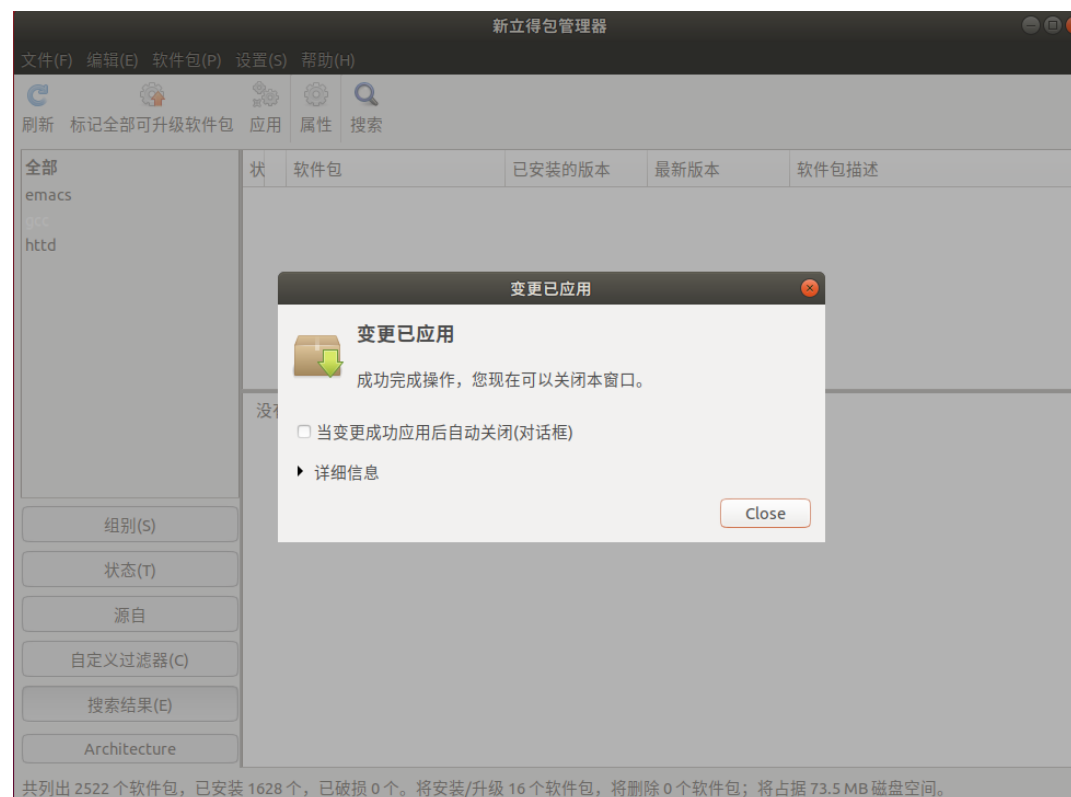 新立得包管理器
文件(F) 编辑(E) 软件包(P) 设置(S) 帮助(H)
刷新 标记全部可升级软件包 应用 属性 搜索
全部
emacs
gcc
httd
状 软件包 已安装的版本 最新版本 软件包描述
变更已应用
变更已应用
成功完成操作，您现在可以关闭本窗口。
没
当变更成功应用后自动关闭(对话框)
详细信息
Close
组别(S)
状态(T)
源自
自定义过滤器(C)
搜索结果(E)
Architecture
共列出 2522 个软件包，已安装 1628 个，已破损 0 个。将安装/升级 16 个软件包，将删除 0 个软件包；将占据 73.5 MB 磁盘空间。